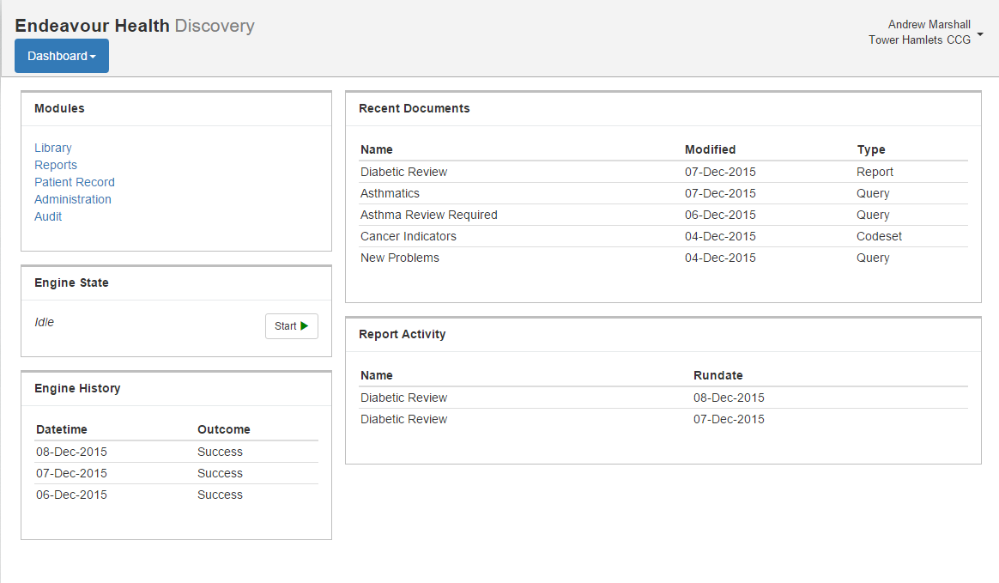 Endeavour Health Discovery
Dashboard
Andrew Marshall
Tower Hamlets CCG
Modules
Library
Reports
Patient Record
Administration
Audit
Engine State
Idle
Start
Engine History
Datetime Outcome
08-Dec-2015 Success
07-Dec-2015 Success
06-Dec-2015 Success
Recent Documents
Name Modified Type
Diabetic Review 07-Dec-2015 Report
Asthmatics 07-Dec-2015 Query
Asthma Review Required 06-Dec-2015 Query
Cancer Indicators 04-Dec-2015 Codeset
New Problems 04-Dec-2015 Query
Report Activity
Name Rundate
Diabetic Review 08-Dec-2015
Diabetic Review 07-Dec-2015